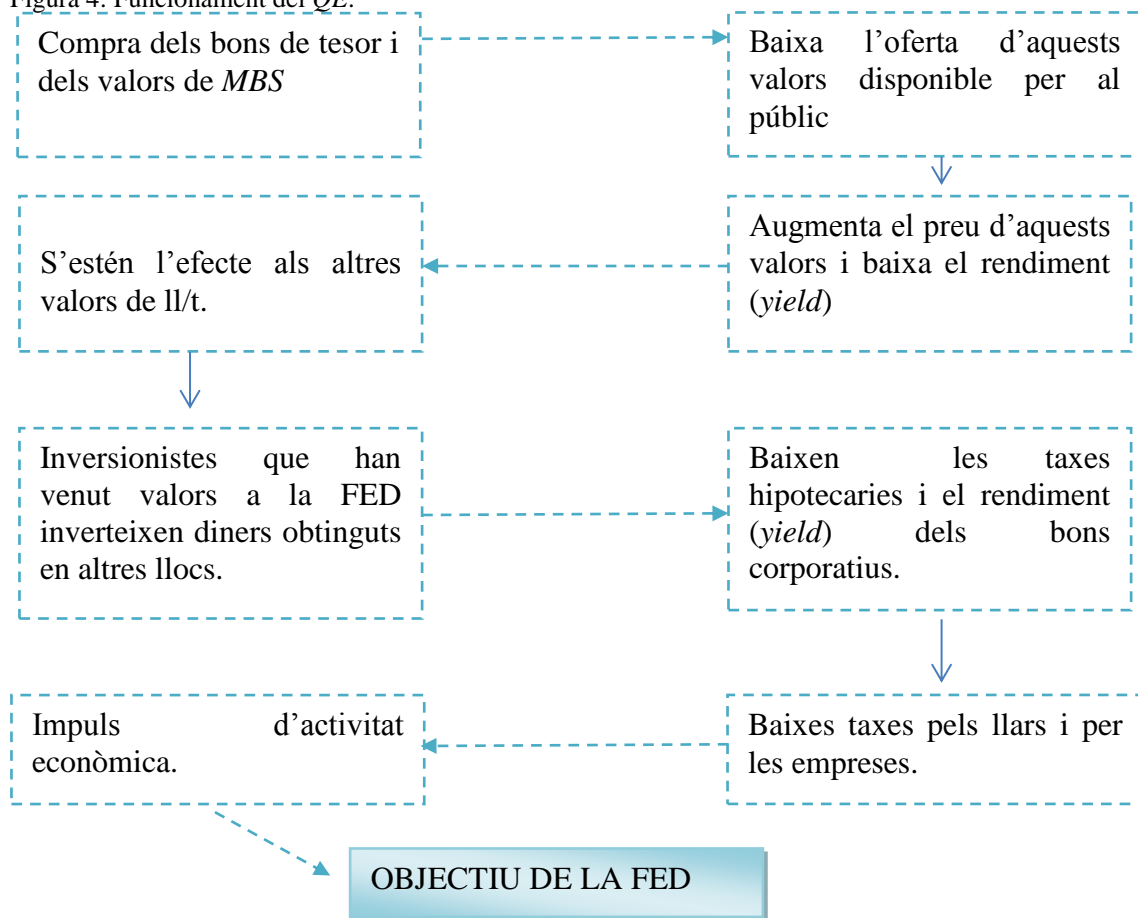 Figura 4: Funcionament del QE.
Compra dels bons de tesor i
dels valors de MBS
Baixa l’oferta d’aquests
valors disponible per al
públic
Augmenta el preu d’aquests
valors i baixa el rendiment
(yield)
S’estén l’efecte als altres
valors de ll/t.
Inversionistes que han
venut valors a la FED
inverteixen diners obtinguts
en altres llocs.
Baixen les taxes
hipotecaries i el rendiment
(yield) dels bons
corporatius.
Baixes taxes pels llars i per
les empreses.
Impuls d’activitat
econòmica.
OBJECTIU DE LA FED